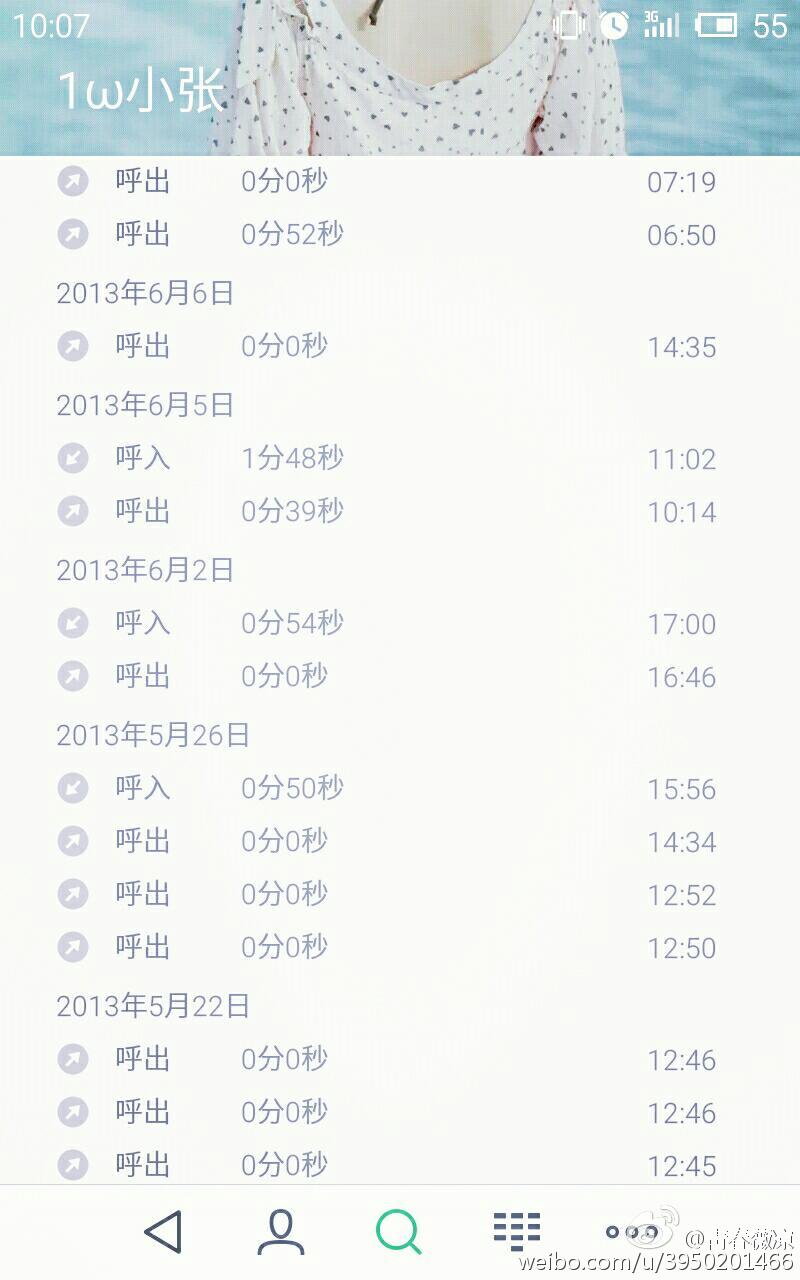 10:07 3G 55
1ω小张
呼出 0分0秒 07:19
呼出 0分52秒 06:50
2013年6月6日
呼出 0分0秒 14:35
2013年6月5日
呼入 1分48秒 11:02
呼出 0分39秒 10:14
2013年6月2日
呼入 0分54秒 17:00
呼出 0分0秒 16:46
2013年5月26日
呼入 0分50秒 15:56
呼出 0分0秒 14:34
呼出 0分0秒 12:52
呼出 0分0秒 12:50
2013年5月22日
呼出 0分0秒 12:46
呼出 0分0秒 12:46
呼出 0分0秒 12:45
@青春微凉
weibo.com/u/3950201466